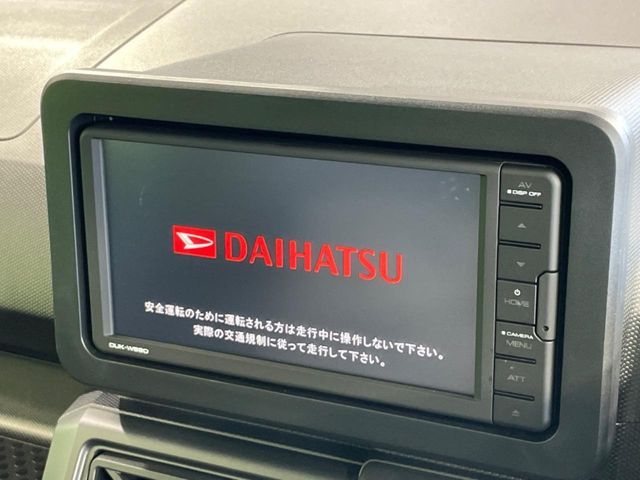 DAIHATSU
安全運転のために運転される方は走行中に操作しないで下さい。
実際の交通規制に従って走行して下さい。
DUK-W68D
AV
DISP OFF
HOME
CAMERA
MENU
ATT